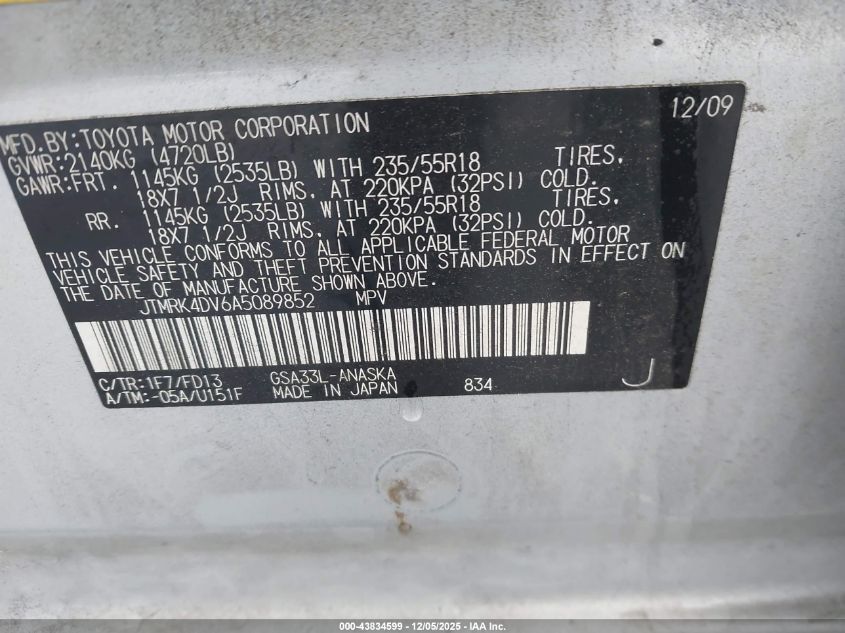 12/09
MFD. BY: TOYOTA MOTOR CORPORATION
GVWR: 2140KG (4720LB)
GAWR: FRT. 1145KG (2535LB) WITH 235/55R18 TIRES,
18X7 1/2J RIMS, AT 220KPA (32PSI) COLD.
RR. 1145KG (2535LB) WITH 235/55R18 TIRES,
18X7 1/2J RIMS, AT 220KPA (32PSI) COLD.
THIS VEHICLE CONFORMS TO ALL APPLICABLE FEDERAL MOTOR
VEHICLE SAFETY AND THEFT PREVENTION STANDARDS IN EFFECT ON
THE DATE OF MANUFACTURE SHOWN ABOVE.
JTMRK4DV6A5089852 MPV
C/TR: 1F7/FD13 GSA33L-ANASKA
A/TM: -05A/U151F MADE IN JAPAN 834 J
000-43834599 - 12/05/2025 - IAA Inc.